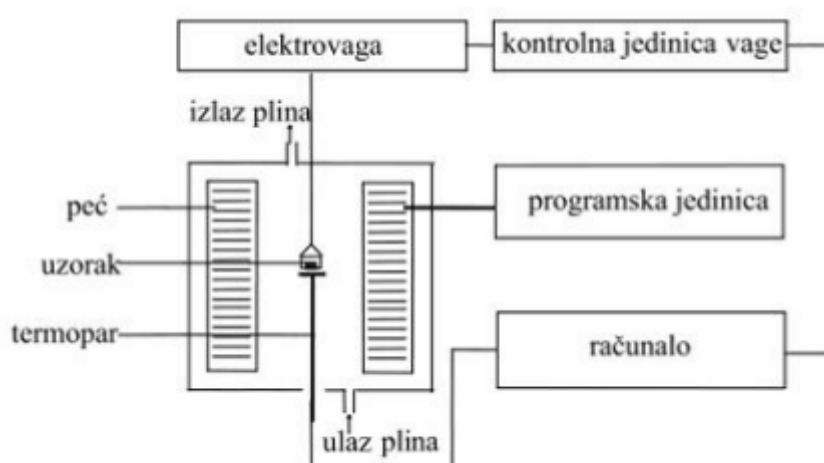 elektrovaga
kontrolna jedinica vage
izlaz plina
peć
programska jedinica
uzorak
termopar
računalo
ulaz plina